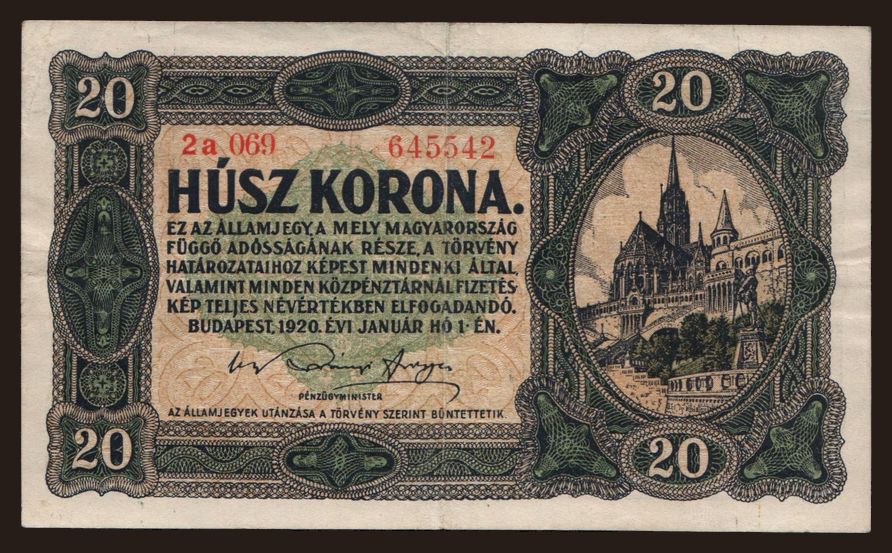 20 20
2a 069 645542
HÚSZ KORONA.
EZ AZ ÁLLAMJEGY, A MELY MAGYARORSZÁG
FÜGGŐ ADÓSSÁGÁNAK RÉSZE, A TÖRVÉNY
HATÁROZATAIHOZ KÉPEST MINDENKI ÁLTAL,
VALAMINT MINDEN KÖZPÉNZTÁRNÁL FIZETÉS-
KÉP TELJES NÉVÉRTÉKBEN ELFOGADANDÓ.
BUDAPEST, 1920. ÉVI JANUÁR HÓ 1-ÉN.
PÉNZÜGYMINISTER
AZ ÁLLAMJEGYEK UTÁNZÁSA A TÖRVÉNY SZERINT BÜNTETTETIK.
20 20